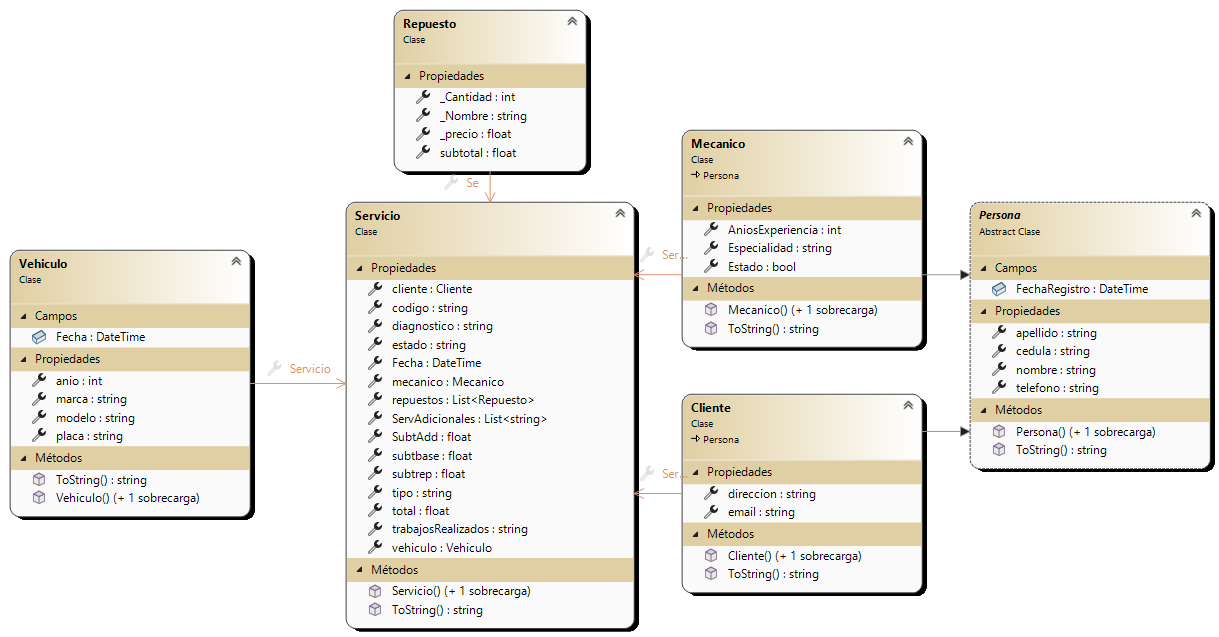 Repuesto
Clase
Propiedades
_Cantidad : int
_Nombre : string
_precio : float
subtotal : float
Se
Vehiculo
Clase
Campos
Fecha : DateTime
Propiedades
anio : int
marca : string
modelo : string
placa : string
Métodos
ToString() : string
Vehiculo() (+ 1 sobrecarga)
Servicio
Servicio
Clase
Propiedades
cliente : Cliente
codigo : string
diagnostico : string
estado : string
Fecha : DateTime
mecanico : Mecanico
repuestos : List<Repuesto>
ServAdicionales : List<string>
SubtAdd : float
subtbase : float
subtrep : float
tipo : string
total : float
trabajosRealizados : string
vehiculo : Vehiculo
Métodos
Servicio() (+ 1 sobrecarga)
ToString() : string
Ser...
Mecanico
Clase
Persona
Propiedades
AniosExperiencia : int
Especialidad : string
Estado : bool
Métodos
Mecanico() (+ 1 sobrecarga)
ToString() : string
Ser...
Cliente
Clase
Persona
Propiedades
direccion : string
email : string
Métodos
Cliente() (+ 1 sobrecarga)
ToString() : string
Persona
Abstract Clase
Campos
FechaRegistro : DateTime
Propiedades
apellido : string
cedula : string
nombre : string
telefono : string
Métodos
Persona() (+ 1 sobrecarga)
ToString() : string